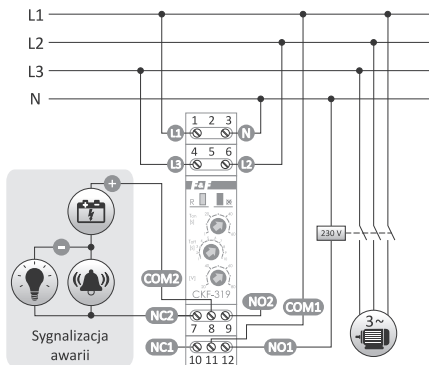 L1
L2
L3
N
1 2 3
L1
N
4 5 6
L3
L2
F&F
R
+
230 V
−
COM2
COM1
CKF-319
NO2
NC2
7 8 9
3~
Sygnalizacja
awarii
NC1
NO1
10 11 12